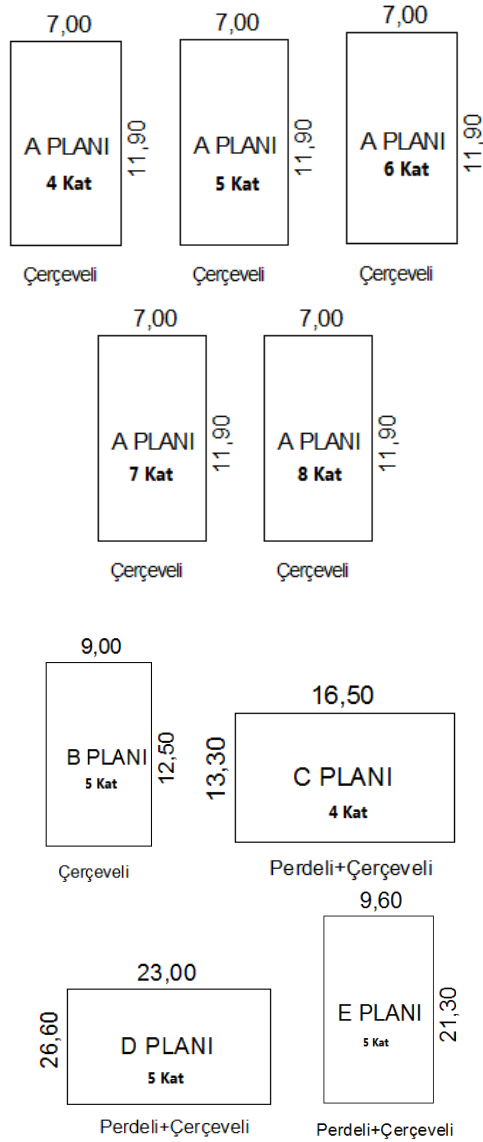 7,00
7,00
7,00
A PLANI
4 Kat
11,90
A PLANI
5 Kat
11,90
A PLANI
6 Kat
11,90
Çerçeveli
Çerçeveli
Çerçeveli
7,00
7,00
A PLANI
7 Kat
11,90
A PLANI
8 Kat
11,90
Çerçeveli
Çerçeveli
9,00
B PLANI
5 Kat
12,50
Çerçeveli
16,50
13,30
C PLANI
4 Kat
Perdeli+Çerçeveli
23,00
26,60
D PLANI
5 Kat
Perdeli+Çerçeveli
9,60
E PLANI
5 Kat
21,30
Perdeli+Çerçeveli